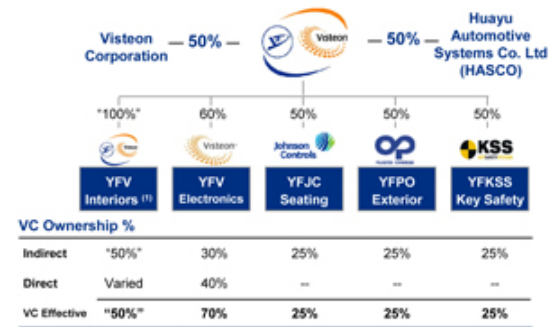 Visteon
Corporation
50%
Visteon
50%
Huayu
Automotive
Systems Co. Ltd
(HASCO)
"100%" 60% 50% 50% 50%
Visteon
Johnson
Controls
OP
KSS
YFV
Interiors (1)
YFV
Electronics
YFJC
Seating
YFPO
Exterior
YFKSS
Key Safety
VC Ownership %
Indirect "50%" 30% 25% 25% 25%
Direct Varied 40% -- -- --
VC Effective "50%" 70% 25% 25% 25%